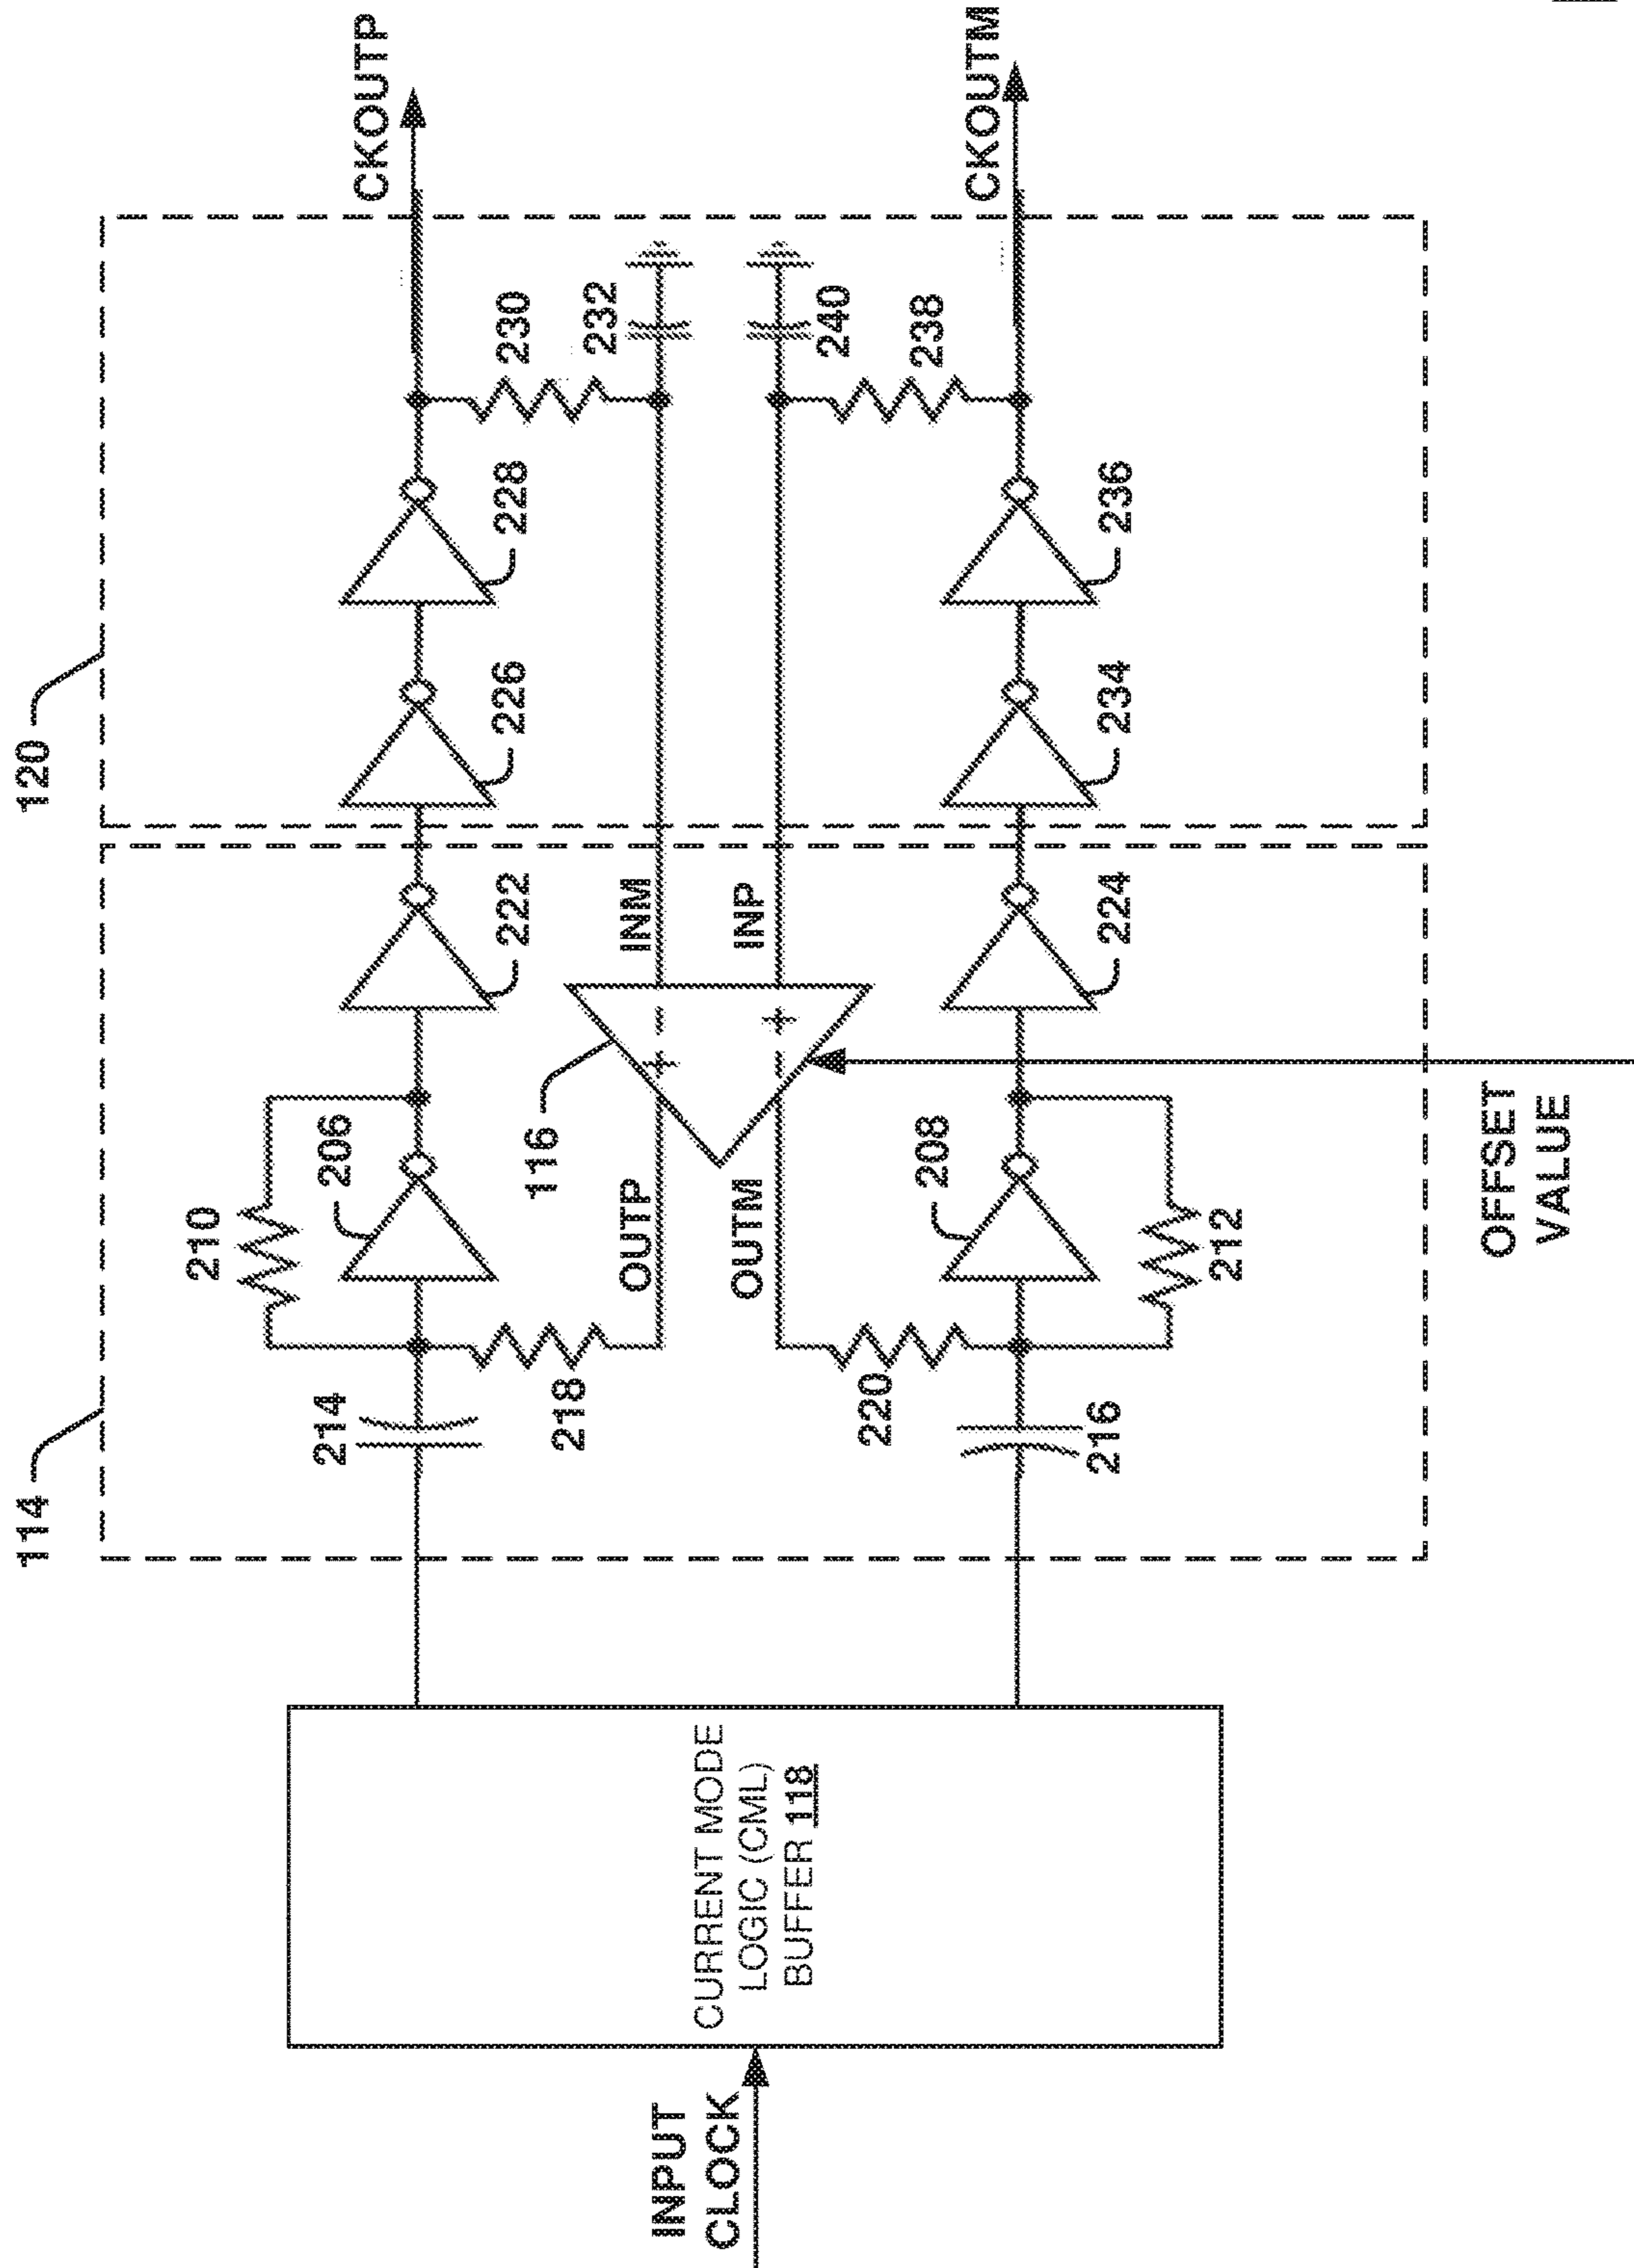 120
114
CKOUTP
CKOUTM
210
206
222
226
228
230
232
214
218
OUTP
INM
116
OUTM
INP
240
238
220
208
224
234
236
216
212
INPUT
CLOCK
CURRENT MODE
LOGIC (CML)
BUFFER 118
OFFSET
VALUE